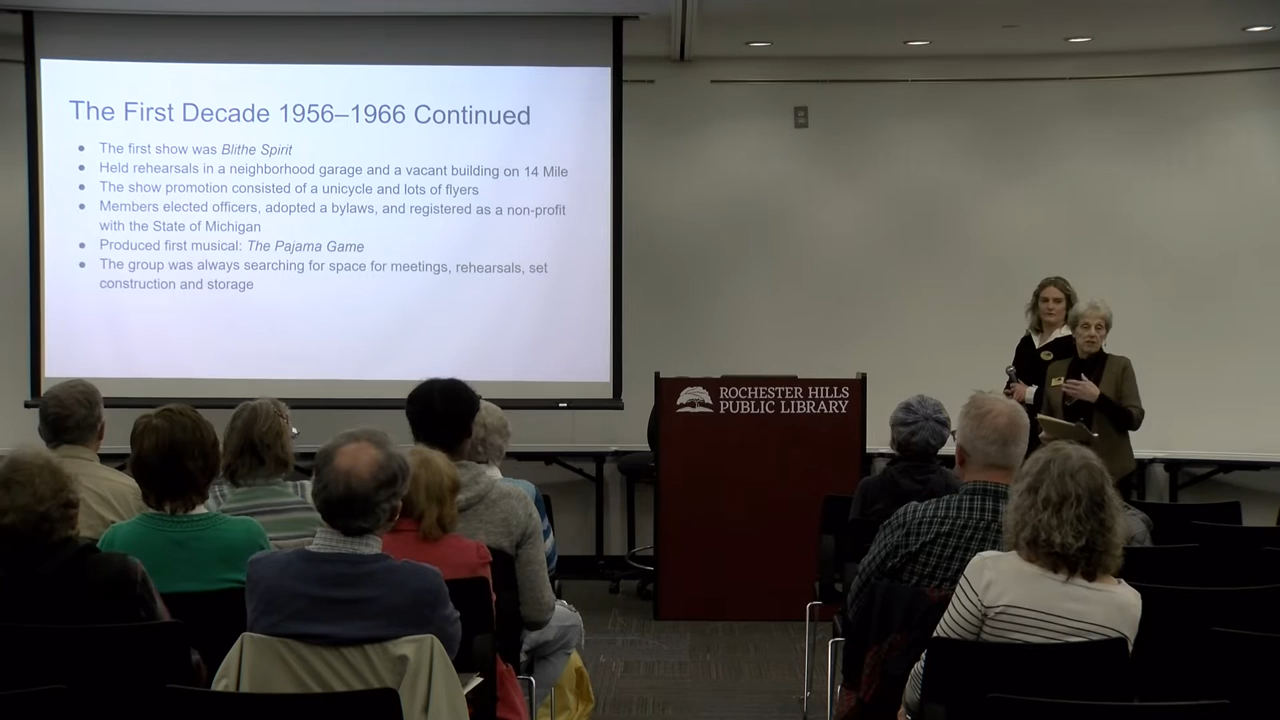 The First Decade 1956–1966 Continued
● The first show was Blithe Spirit
● Held rehearsals in a neighborhood garage and a vacant building on 14 Mile
● The show promotion consisted of a unicycle and lots of flyers
● Members elected officers, adopted a bylaws, and registered as a non-profit
with the State of Michigan
● Produced first musical: The Pajama Game
● The group was always searching for space for meetings, rehearsals, set
construction and storage
ROCHESTER HILLS
PUBLIC LIBRARY